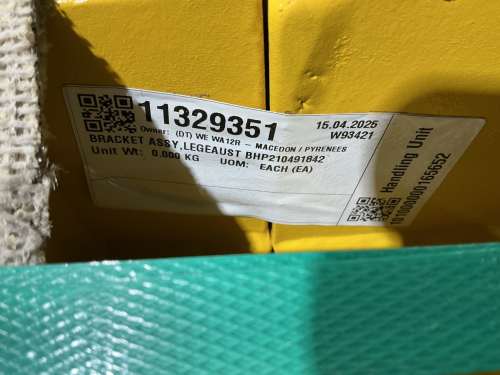 11329351
15.04.2025
Owner: (DT) WE WA12R - MACEDON / PYRENEES
W93421
BRACKET ASSY,LEGEAUST BHP210491842
Unit Wt: 0.000 KG UOM: EACH (EA)
Handling Unit